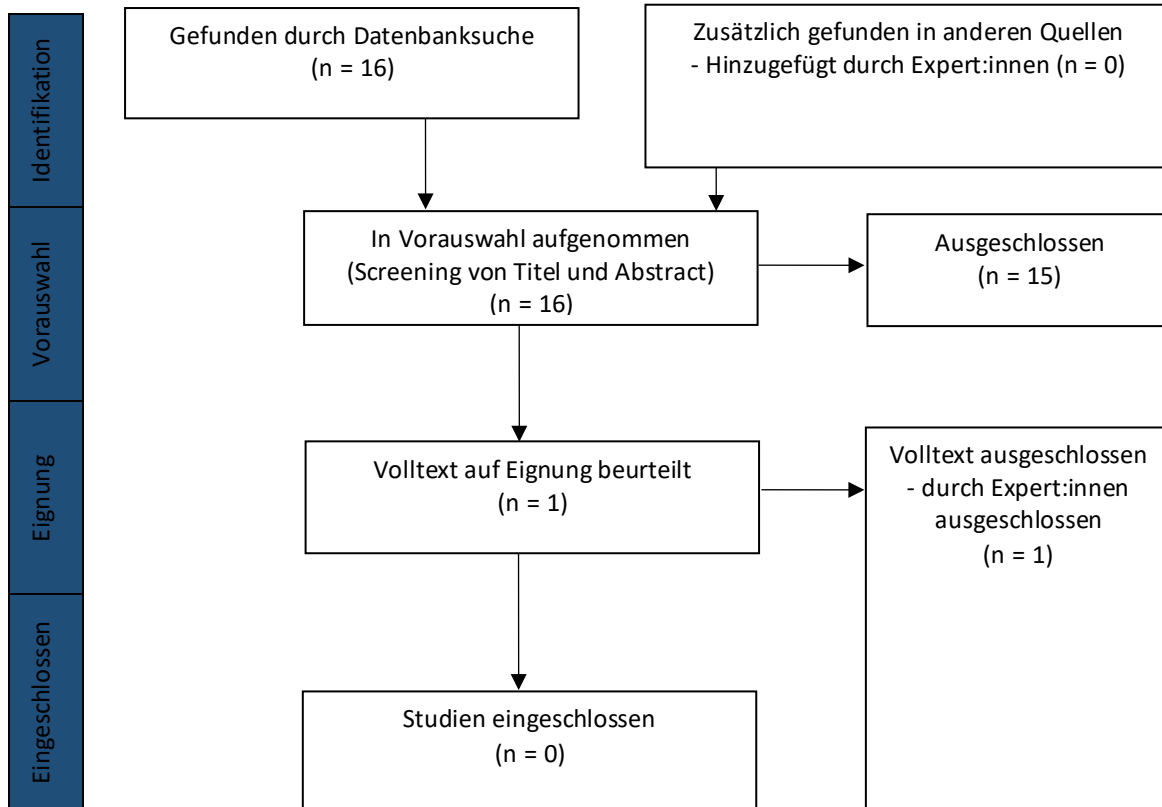 Identifikation
Gefunden durch Datenbanksuche
(n = 16)
Zusätzlich gefunden in anderen Quellen
- Hinzugefügt durch Expert:innen (n = 0)
Vorauswahl
In Vorauswahl aufgenommen
(Screening von Titel und Abstract)
(n = 16)
Ausgeschlossen
(n = 15)
Eignung
Volltext auf Eignung beurteilt
(n = 1)
Volltext ausgeschlossen
- durch Expert:innen
ausgeschlossen
(n = 1)
Eingeschlossen
Studien eingeschlossen
(n = 0)